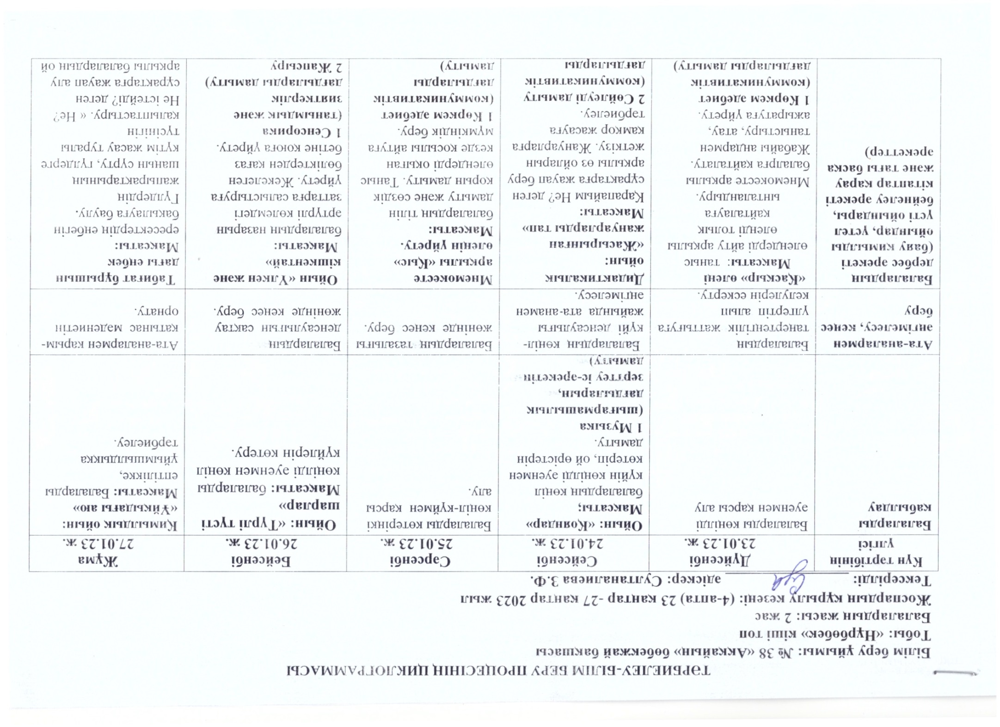 ТӘРБИЕЛЕУ-БІЛІМ БЕРУ ПРОЦЕСІНІҢ ЦИКЛОГРАММАСЫ
Білім беру ұйымы: № 38 «Аққайың» бөбекжай бақшасы
Тобы: «Нұрбөбек» кіші топ
Балалардың жасы: 2 жас
Жоспардың құрылу кезеңі: (4-апта) 23 қаңтар -27 қаңтар 2023 жыл
Тексерілді: әдіскер: Султаналиева З.Ф.
Күн тәртібінің
үлгісі
Дүйсенбі
23.01.23 ж.
Сейсенбі
24.01.23 ж.
Сәрсенбі
25.01.23 ж.
Бейсенбі
26.01.23 ж.
Жұма
27.01.23 ж.
Балаларды
қабылдау
Балаларды көңілді
әуенмен қарсы алу
Ойын: «Қояндар»
Мақсаты;
балалардың көңіл
күйін көңілді әуенмен
көтеріп, ой өрістерін
дамыту.
1 Музыка
(шығармашылық
дағдыларын,
зерттеу іс-әрекетін
дамыту)
Балаларды көтеріңкі
көңіл-күймен қарсы
алу.
Ойын: «Түрлі түсті
шарлар»
Мақсаты: балаларды
көңілді әуенмен көңіл
күйлерін көтеру.
Қимылдық ойын:
«Ұйқыдағы аю»
Мақсаты: Балаларды
ептілікке,
ұйымшылдыққа
тәрбиелеу.
Ата-аналармен
әңгімелесу, кеңес
беру
Балалардың
таңертеңгілік жаттығуға
үлгертіп алып
келулерін ескерту.
Балалардың көңіл-
күйі денсаулығы
жайында ата-анамен
әңгімелесу.
Балалардың тазалығы
жөнінде кеңес беру.
Балалардың
денсаулығын сақтау
жөнінде кеңес беру.
Ата-аналармен қарым-
қатынас мәдениетін
орнату.
Балалардың
дербес әрекеті
(баяу қимылды
ойындар, үстел
үсті ойындары,
бейнелеу әрекеті
кітаптар қарау
және тағы басқа
әрекеттер)
«Қасқыр» өлеңі
Мақсаты: таныс
өлеңдерді айту арқылы
өлеңді толық
қайталауға
ынталандыру.
Мнемокесте арқылы
балалрға қайталату.
Жабайы аңдармен
таныстыру, атау,
ажыратуға үйрету.
1 Көркем әдебиет
(коммуникативтік
дағдыларды дамыту)
Дидактикалық
ойын:
«Жасырынған
жануарларды тап»
Мақсаты:
Қарапайым Не? деген
сұрақтарға жауап беру
арқылы өз ойларын
жеткізу. Жануарларға
қамқор жасауға
тәрбиелеу.
2 Сөйлеуді дамыту
(коммуникативтік
дағдыларды
Мнемокесте
арқылы «Қыс»
өлеңін үйрету.
Мақсаты:
балалардың тілін
дамыту және сөздік
қорын дамыту. Таныс
өлеңдерді оқыған
кезде қосылы айтуға
мүмкіндік беру.
1 Көркем әдебиет
(коммуникативтік
дағдыларды
дамыту)
Ойын «Үлкен және
кішкентай»
Мақсаты:
балалардың назарын
әртүрлі көлемдегі
заттарға салыстыруға
үйрету. Жекелеген
бөліктерден қағаз
бетіне қоюға үйрету.
1 Сенсорика
(танымдық және
зияткерлік
дағдыларды дамыту)
2 Жапсыру
Табиғат бұрышын
дағы еңбек
Мақсаты:
ересектердің еңбегін
бақылауға баулу.
Гүлдердің
жапырақтарының
шаңын сүрту, гүлдерге
күтім жасау туралы
түсінігін
қалыптастыру. « Не?
Не істейді? деген
сұрақтарға жауап алу
арқылы балалардың ой